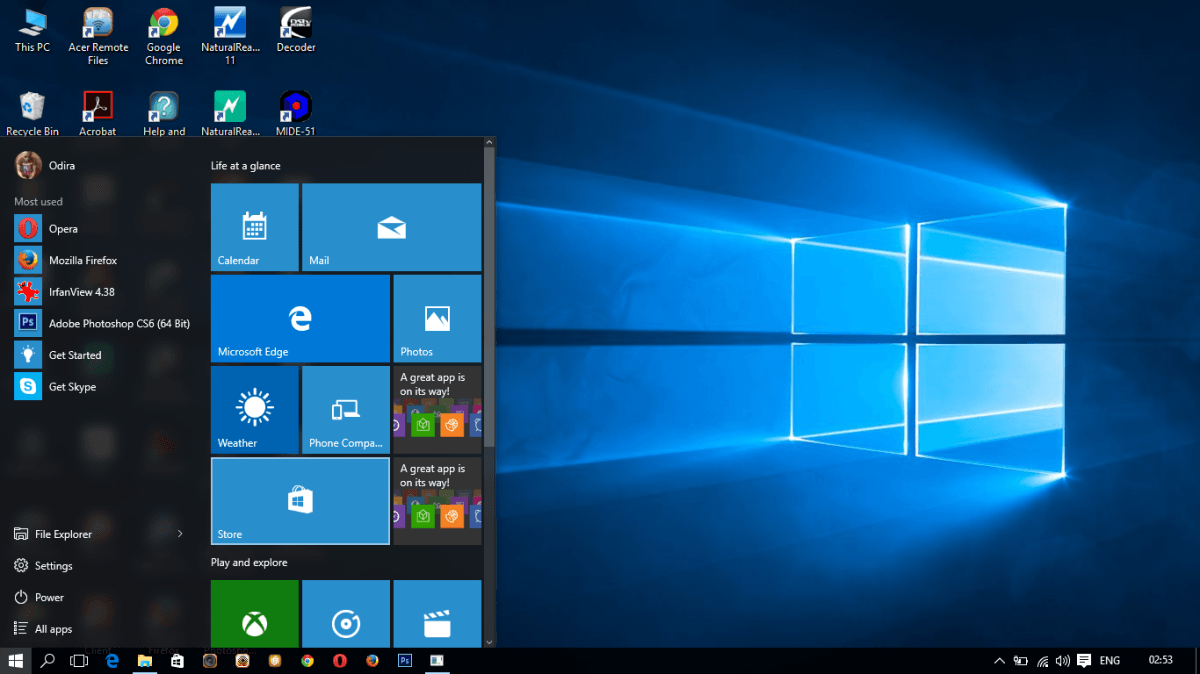 This PC
Acer Remote
Files
Google
Chrome
NaturalRea...
11
Decoder
Recycle Bin
Acrobat
Help and
NaturalRea...
MIDE-51
Odira
Most used
Opera
Mozilla Firefox
IrfanView 4.38
Ps
Adobe Photoshop CS6 (64 Bit)
Get Started
Get Skype
File Explorer
Settings
Power
All apps
Life at a glance
Calendar
Mail
Microsoft Edge
Photos
Weather
Phone Compa...
A great app is
on its way!
Store
A great app is
on its way!
Play and explore
Ps
ENG
02:53